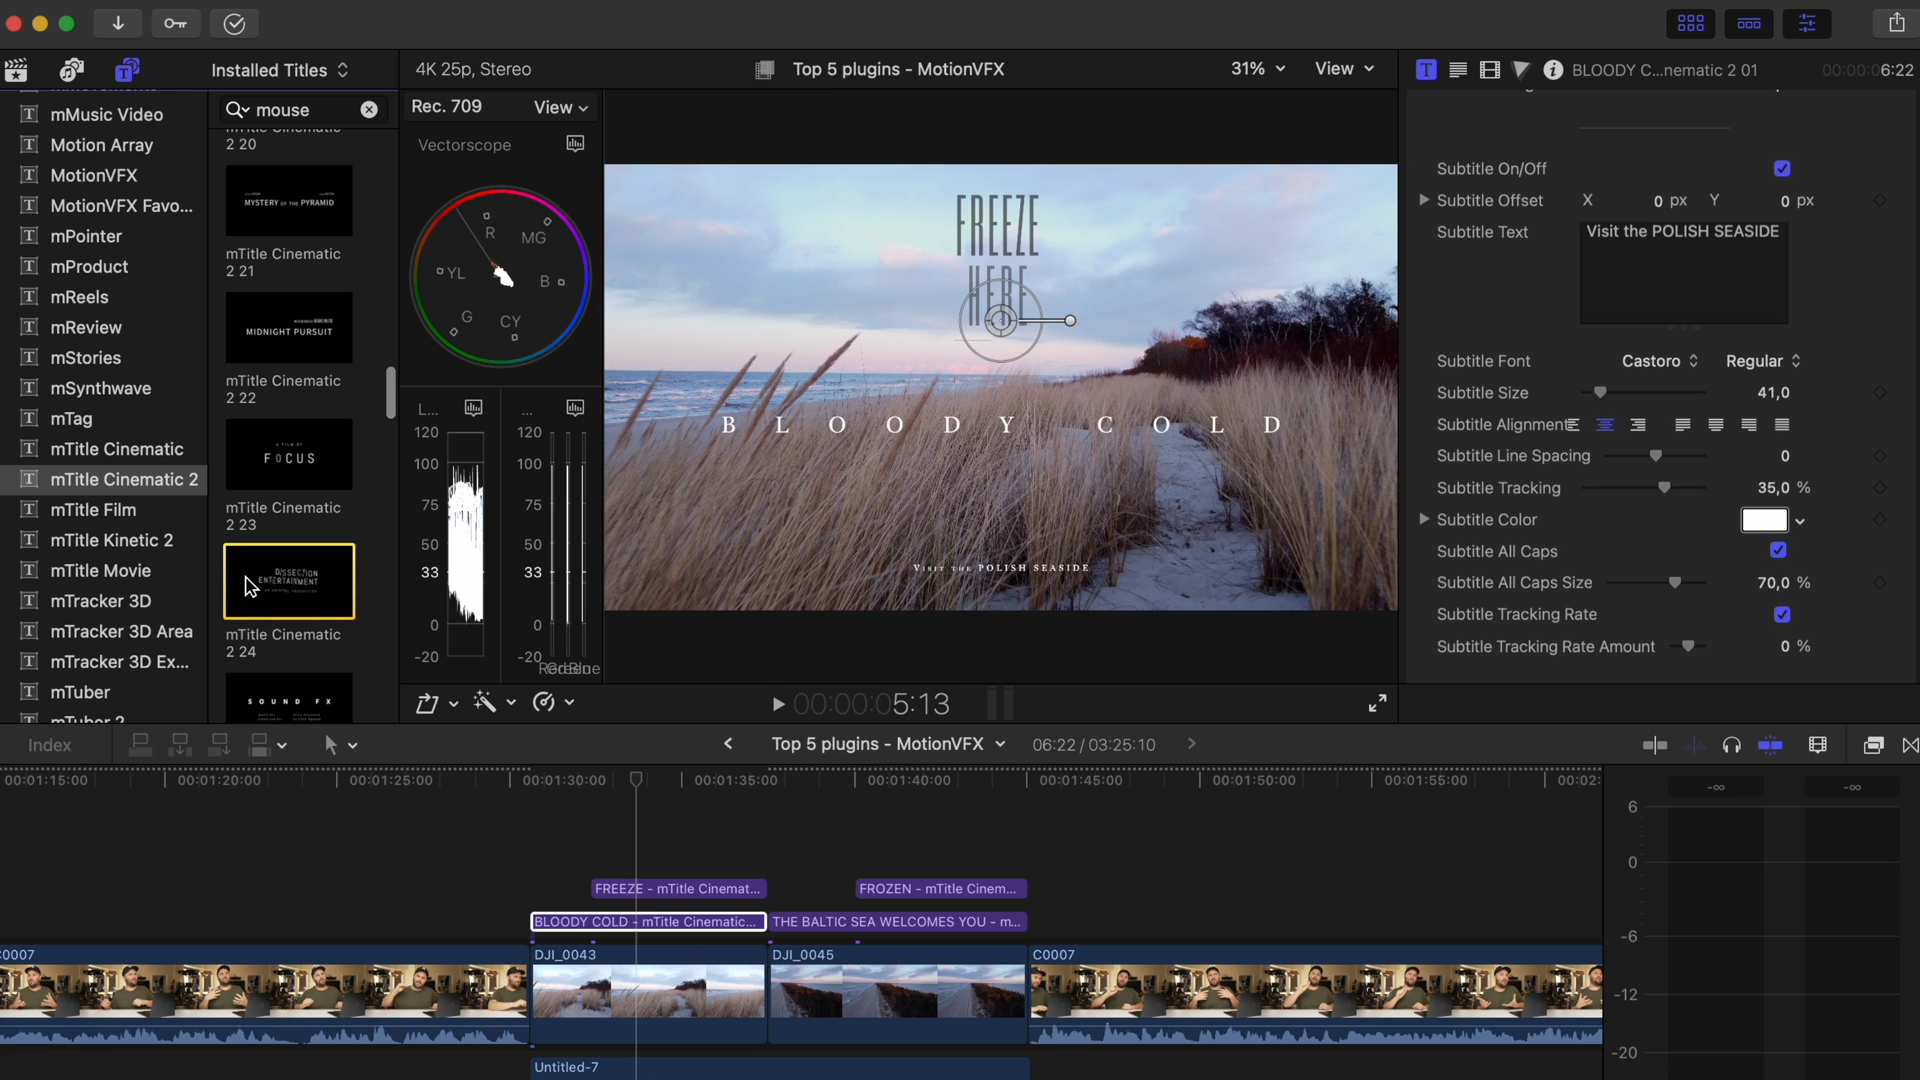 Installed Titles
4K 25p, Stereo
Top 5 plugins - MotionVFX
31%
View
BLOODY C...nematic 2 01
00:00:06:22
mMusic Video
Motion Array
MotionVFX
MotionVFX Favo...
mPointer
mProduct
mReels
mReview
mStories
mSynthwave
mTag
mTitle Cinematic
mTitle Cinematic 2
mTitle Film
mTitle Kinetic 2
mTitle Movie
mTracker 3D
mTracker 3D Area
mTracker 3D Ex...
mTuber
mTuber 2
mouse
mTitle Cinematic
2 20
MYSTERY OF THE PYRAMID
mTitle Cinematic
2 21
MIDNIGHT PURSUIT
mTitle Cinematic
2 22
A FILM BY
FOCUS
mTitle Cinematic
2 23
DISSECTION
ENTERTAINMENT
mTitle Cinematic
2 24
SOUND FX
Rec. 709
View
Vectorscope
R
MG
YL
B
G
CY
L...
...
120
100
75
50
33
0
-20
120
100
75
50
33
0
-20
Red
Green
Blue
FREEZE
HERE
BLOODY COLD
VISIT THE POLISH SEASIDE
00:00:05:13
Subtitle On/Off
Subtitle Offset X 0 px Y 0 px
Subtitle Text Visit the POLISH SEASIDE
Subtitle Font Castoro Regular
Subtitle Size 41,0
Subtitle Alignment
Subtitle Line Spacing 0
Subtitle Tracking 35,0 %
Subtitle Color
Subtitle All Caps
Subtitle All Caps Size 70,0 %
Subtitle Tracking Rate
Subtitle Tracking Rate Amount 0 %
Index
Top 5 plugins - MotionVFX
06:22 / 03:25:10
00:01:15:00
00:01:20:00
00:01:25:00
00:01:30:00
00:01:35:00
00:01:40:00
00:01:45:00
00:01:50:00
00:01:55:00
00:02:
FREEZE - mTitle Cinemat...
FROZEN - mTitle Cinem...
BLOODY COLD - mTitle Cinematic...
THE BALTIC SEA WELCOMES YOU - m...
C0007
DJI_0043
DJI_0045
C0007
Untitled-7
-∞
-∞
6
0
-6
-12
-20